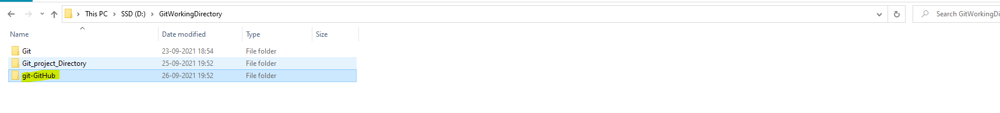 This PC > SSD (D:) > GitWorkingDirectory
Search GitWorkingDi
Name Date modified Type Size
Git 23-09-2021 18:54 File folder
Git_project_Directory 25-09-2021 19:52 File folder
git-GitHub 26-09-2021 19:52 File folder